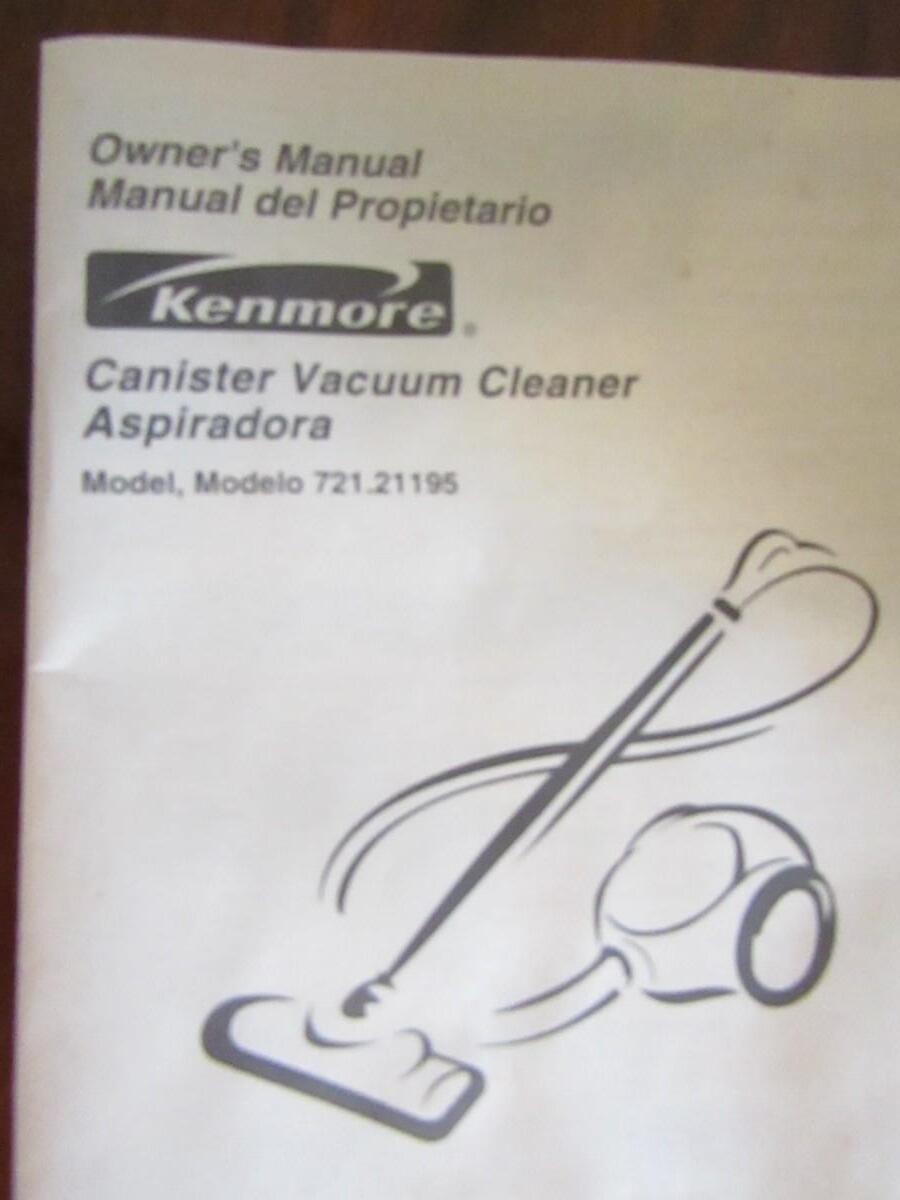 Owner's Manual
Manual del Propietario
Kenmore®
Canister Vacuum Cleaner
Aspiradora
Model, Modelo 721.21195